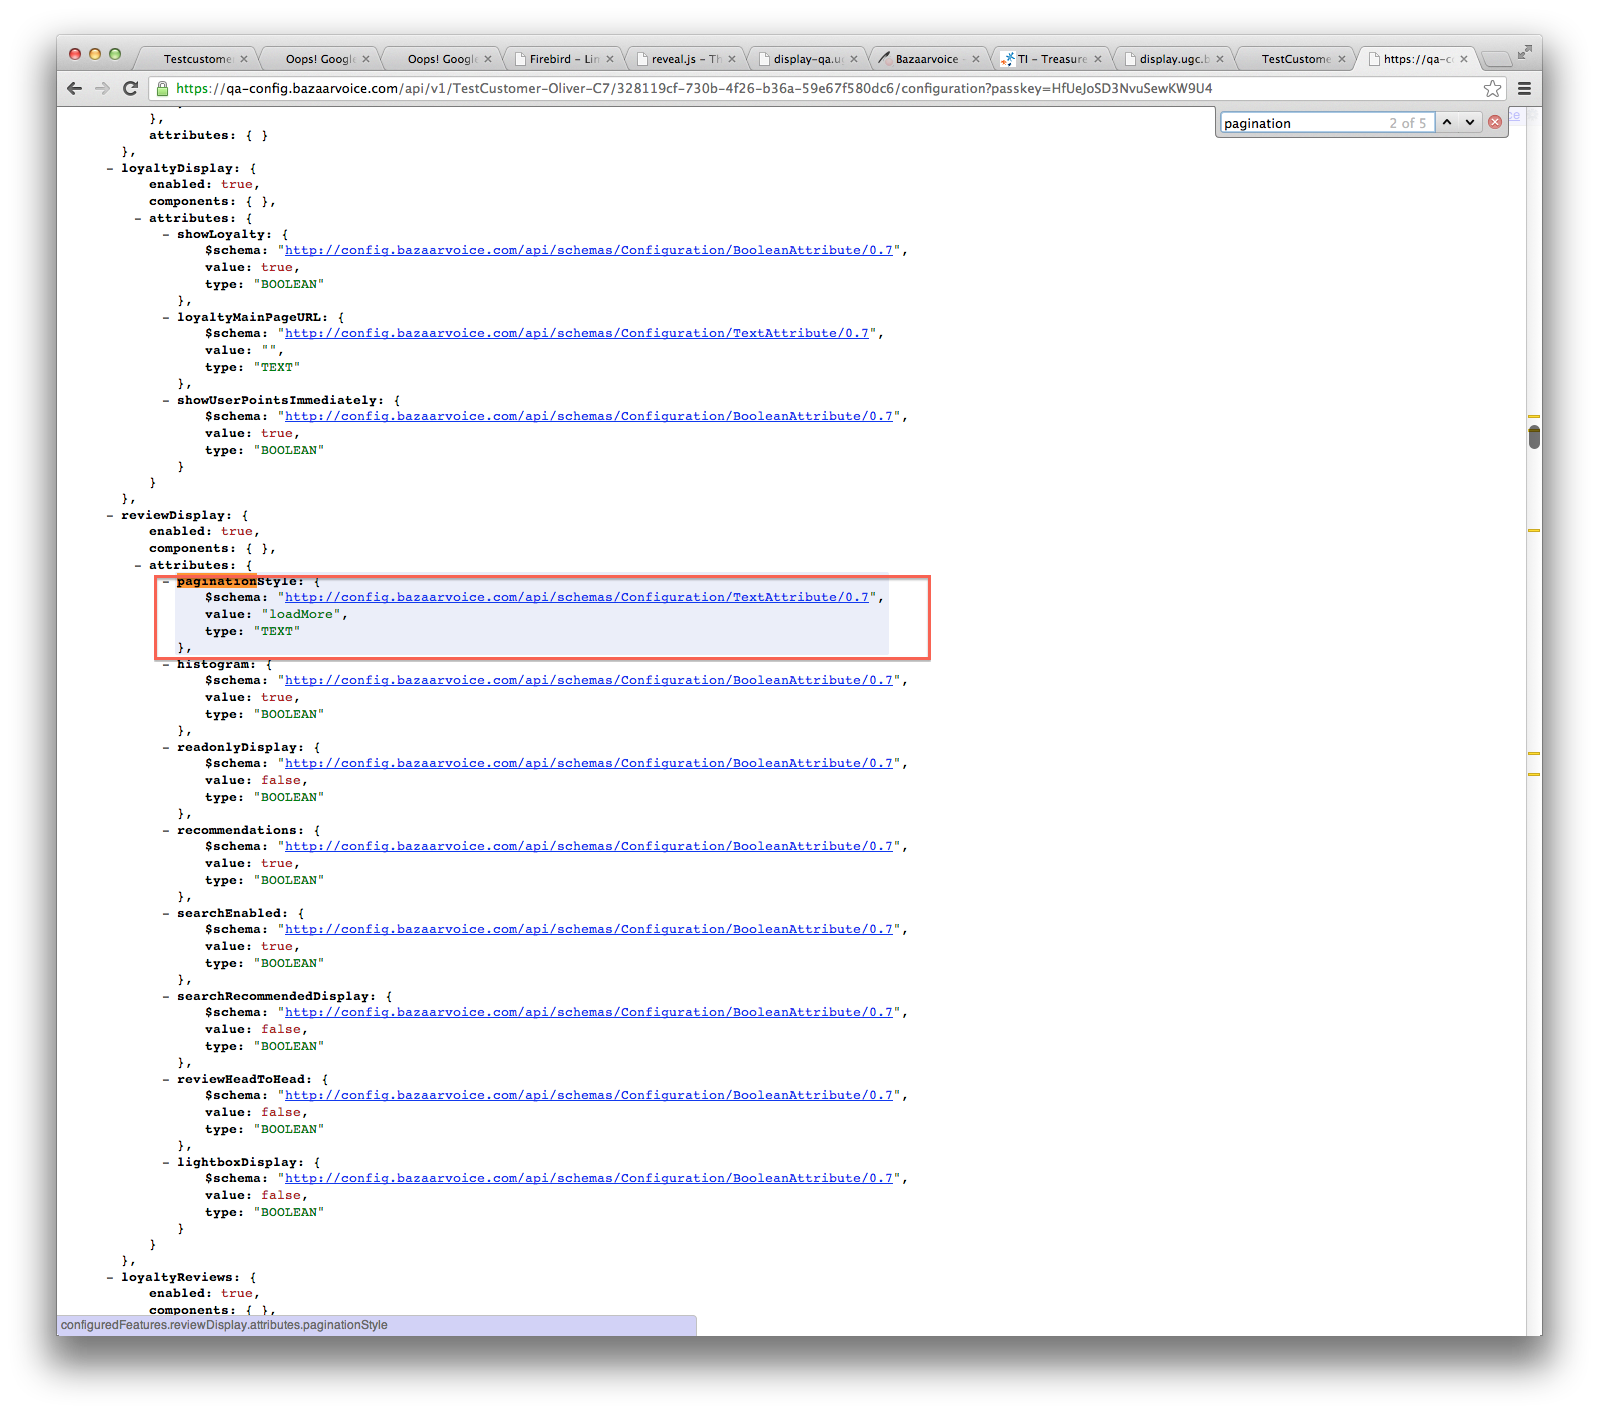 Testcustome
Oops! Googl
Oops! Google
Firebird – Lin
reveal.js – Th
display-qa.ug
Bazaarvoice
TI – Treasure
display.ugc.b
TestCustome
https://qa-c
https://qa-config.bazaarvoice.com/api/v1/TestCustomer-Oliver-C7/328119cf-730b-4f26-b36a-59e67f580dc6/configuration?passkey=HfUeJoSD3NvuSewKW9U4
pagination 2 of 5
},
attributes: { }
},
– loyaltyDisplay: {
enabled: true,
components: { },
– attributes: {
– showLoyalty: {
$schema: "http://config.bazaarvoice.com/api/schemas/Configuration/BooleanAttribute/0.7",
value: true,
type: "BOOLEAN"
},
– loyaltyMainPageURL: {
$schema: "http://config.bazaarvoice.com/api/schemas/Configuration/TextAttribute/0.7",
value: "",
type: "TEXT"
},
– showUserPointsImmediately: {
$schema: "http://config.bazaarvoice.com/api/schemas/Configuration/BooleanAttribute/0.7",
value: true,
type: "BOOLEAN"
}
}
},
– reviewDisplay: {
enabled: true,
components: { },
– attributes: {
– paginationStyle: {
$schema: "http://config.bazaarvoice.com/api/schemas/Configuration/TextAttribute/0.7",
value: "loadMore",
type: "TEXT"
},
– histogram: {
$schema: "http://config.bazaarvoice.com/api/schemas/Configuration/BooleanAttribute/0.7",
value: true,
type: "BOOLEAN"
},
– readonlyDisplay: {
$schema: "http://config.bazaarvoice.com/api/schemas/Configuration/BooleanAttribute/0.7",
value: false,
type: "BOOLEAN"
},
– recommendations: {
$schema: "http://config.bazaarvoice.com/api/schemas/Configuration/BooleanAttribute/0.7",
value: true,
type: "BOOLEAN"
},
– searchEnabled: {
$schema: "http://config.bazaarvoice.com/api/schemas/Configuration/BooleanAttribute/0.7",
value: true,
type: "BOOLEAN"
},
– searchRecommendedDisplay: {
$schema: "http://config.bazaarvoice.com/api/schemas/Configuration/BooleanAttribute/0.7",
value: false,
type: "BOOLEAN"
},
– reviewHeadToHead: {
$schema: "http://config.bazaarvoice.com/api/schemas/Configuration/BooleanAttribute/0.7",
value: false,
type: "BOOLEAN"
},
– lightboxDisplay: {
$schema: "http://config.bazaarvoice.com/api/schemas/Configuration/BooleanAttribute/0.7",
value: false,
type: "BOOLEAN"
}
}
},
– loyaltyReviews: {
enabled: true,
components: { },
configuredFeatures.reviewDisplay.attributes.paginationStyle